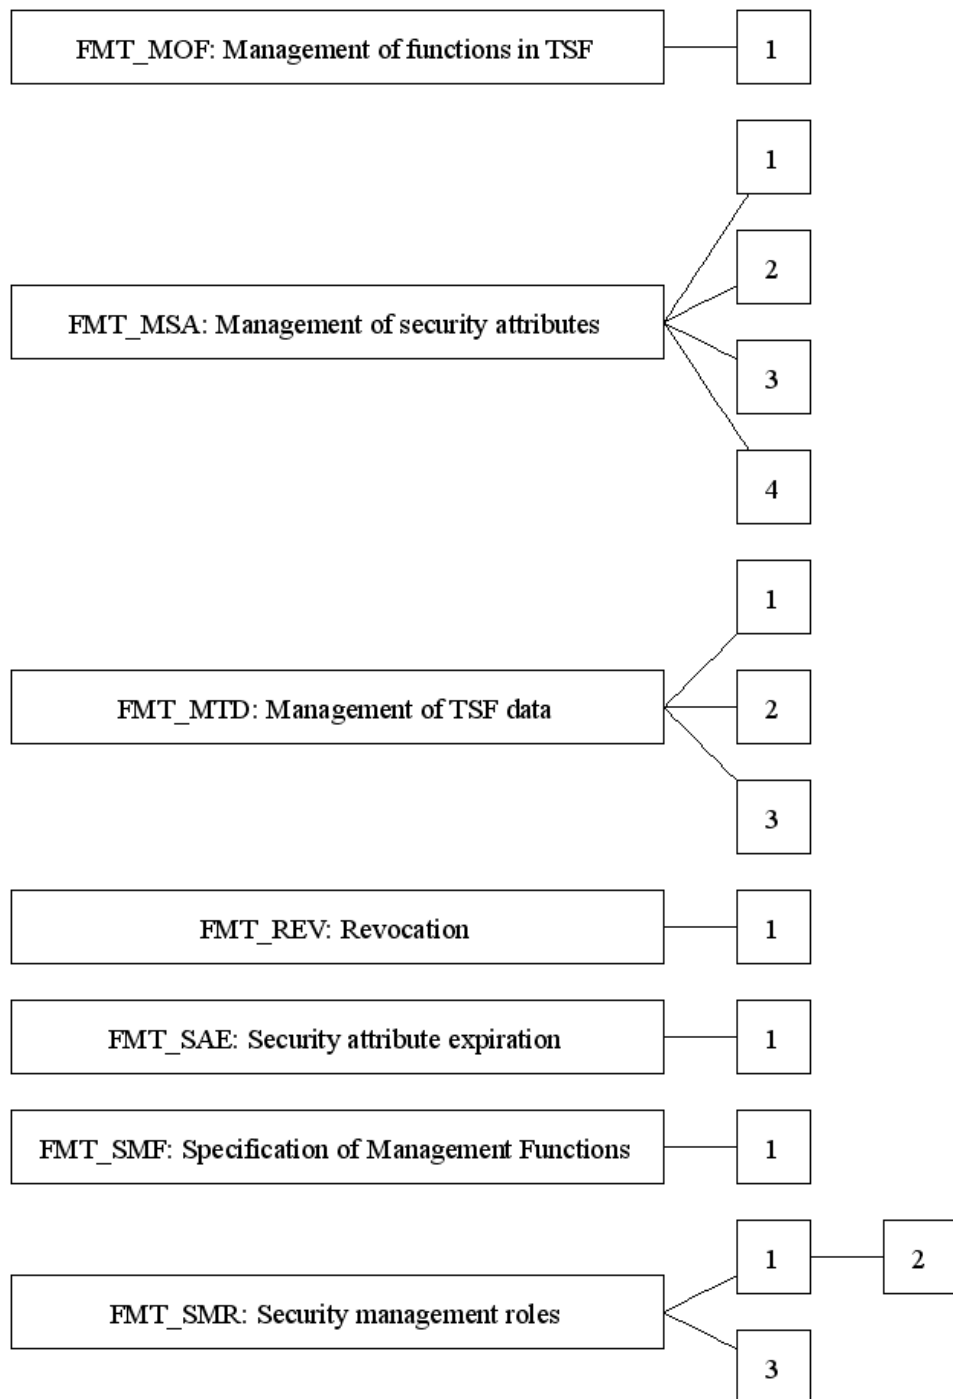 FMT_MOF: Management of functions in TSF 1
1
2
FMT_MSA: Management of security attributes
3
4
1
FMT_MTD: Management of TSF data 2
3
FMT_REV: Revocation 1
FMT_SAE: Security attribute expiration 1
FMT_SMF: Specification of Management Functions 1
1 2
FMT_SMR: Security management roles
3